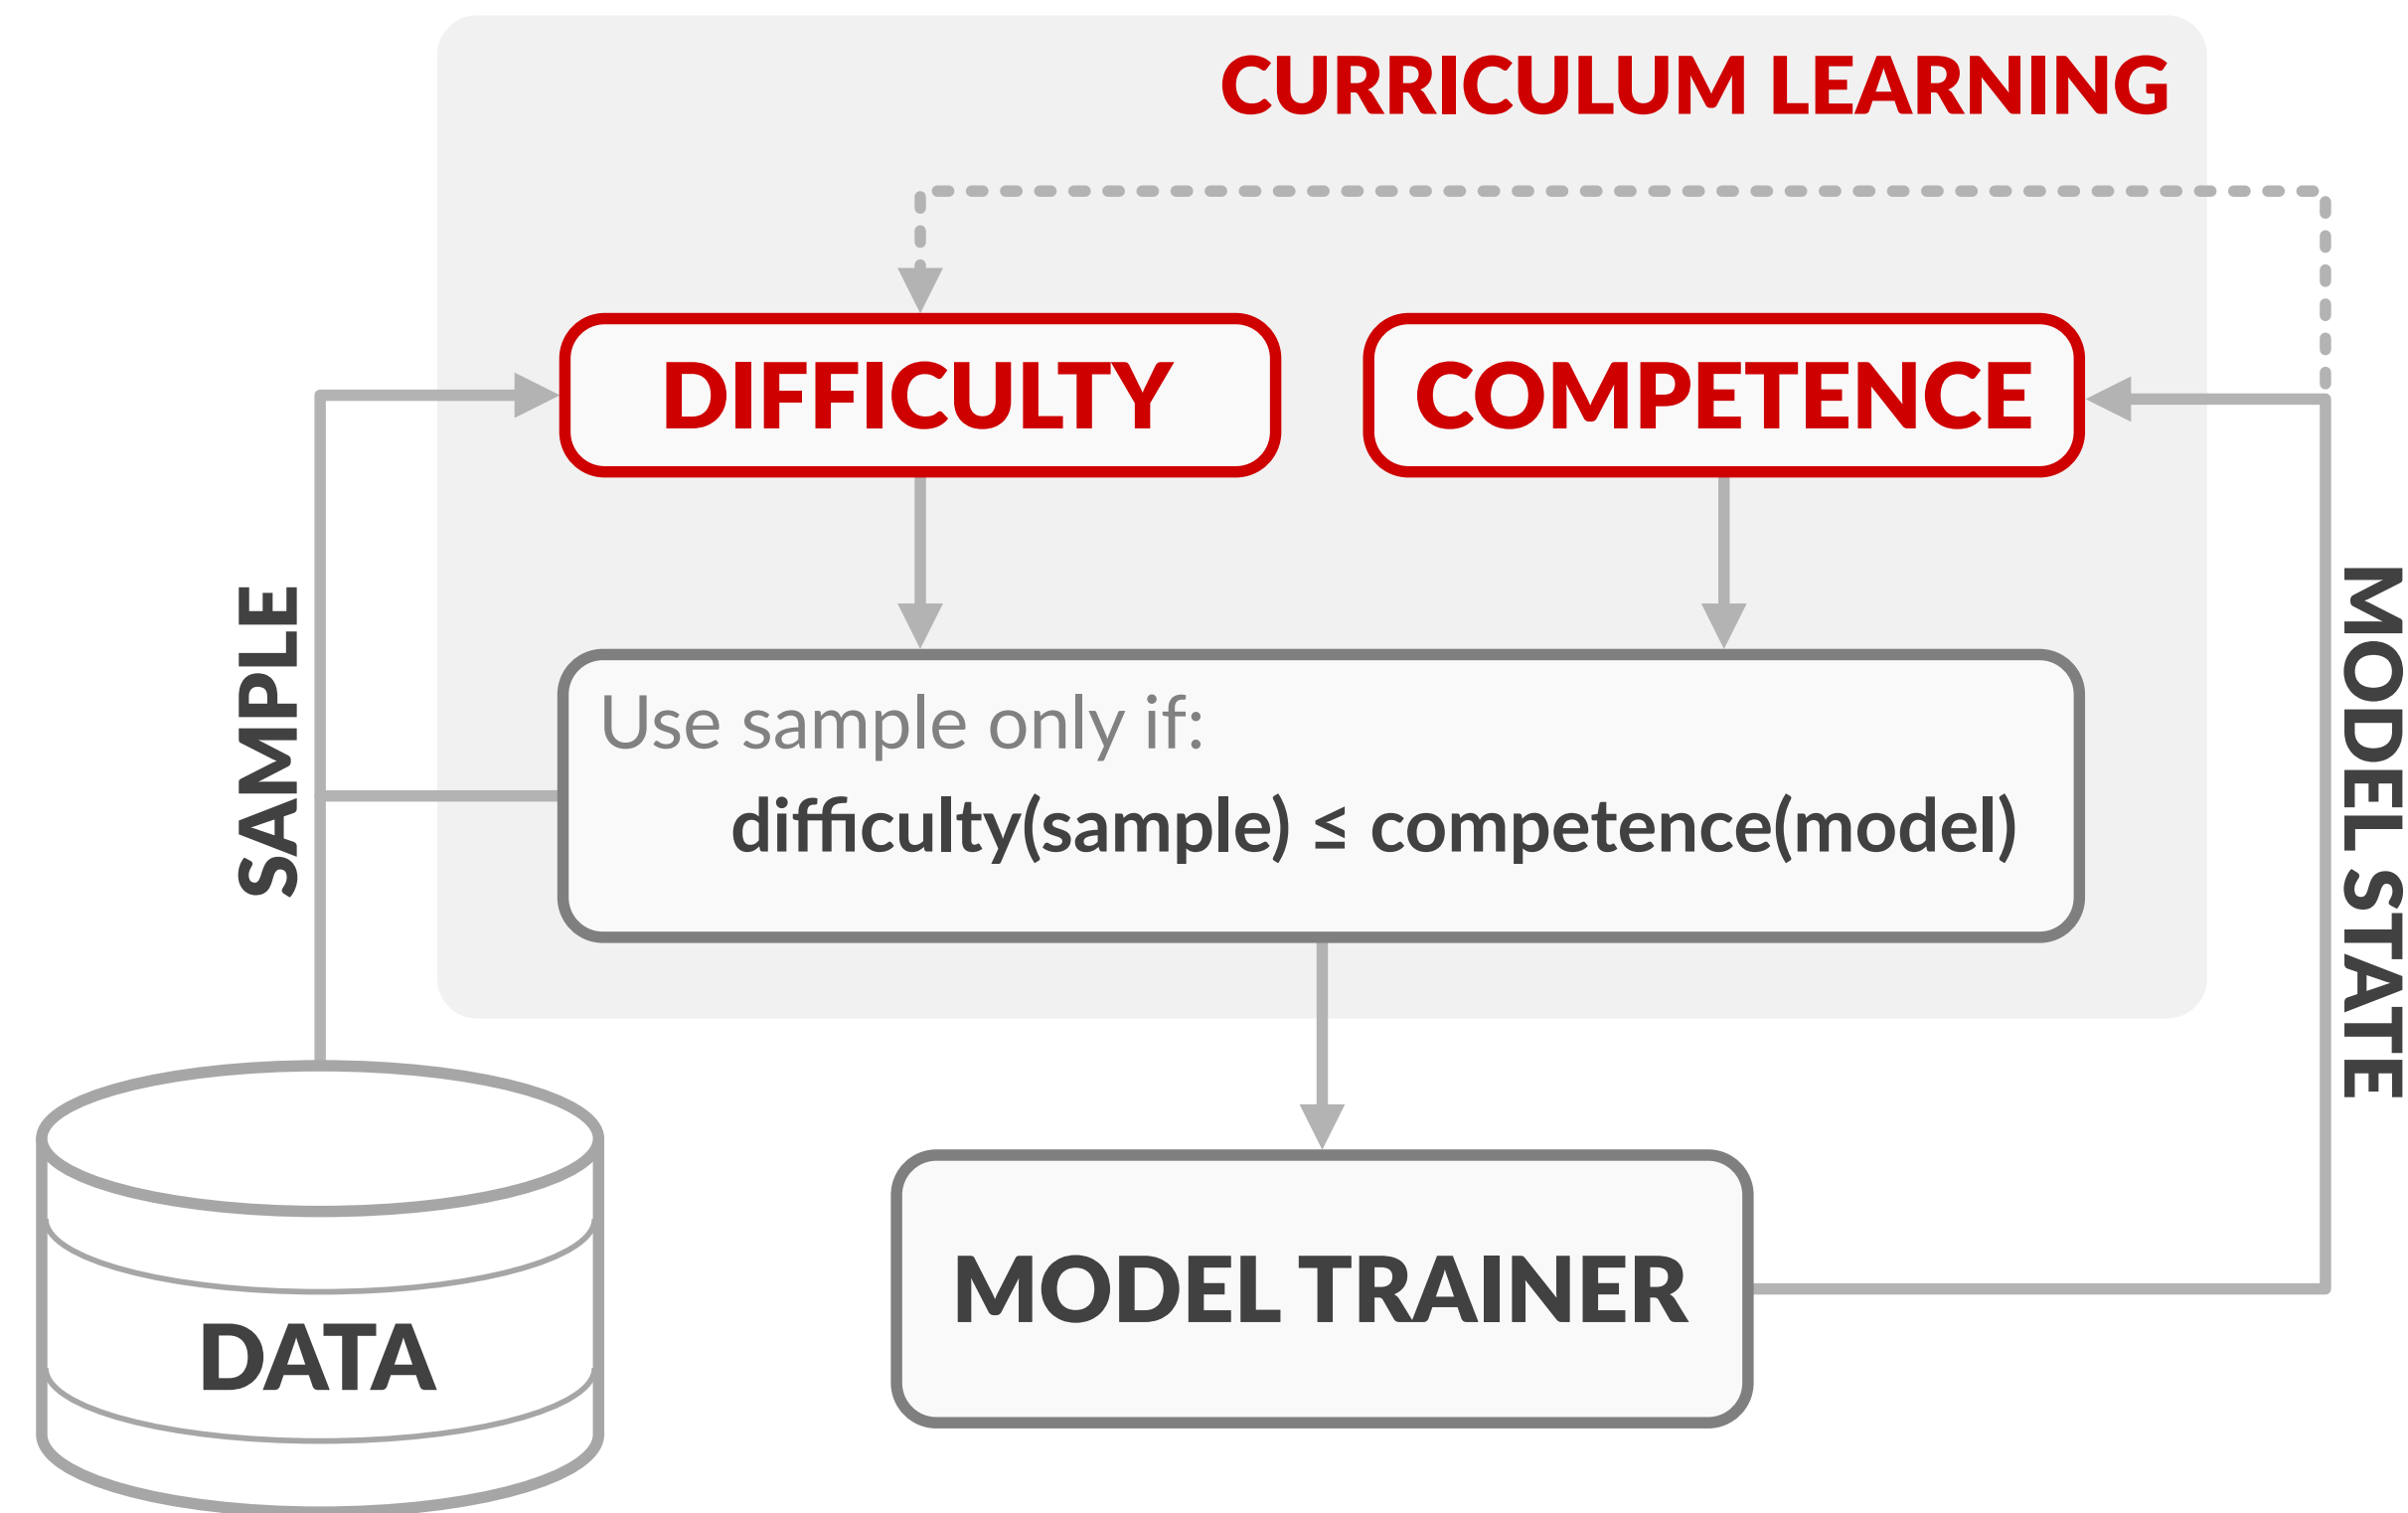 CURRICULUM LEARNING
DIFFICULTY
COMPETENCE
SAMPLE
Use sample only if:
difficulty(sample) ≤ competence(model)
MODEL STATE
MODEL TRAINER
DATA